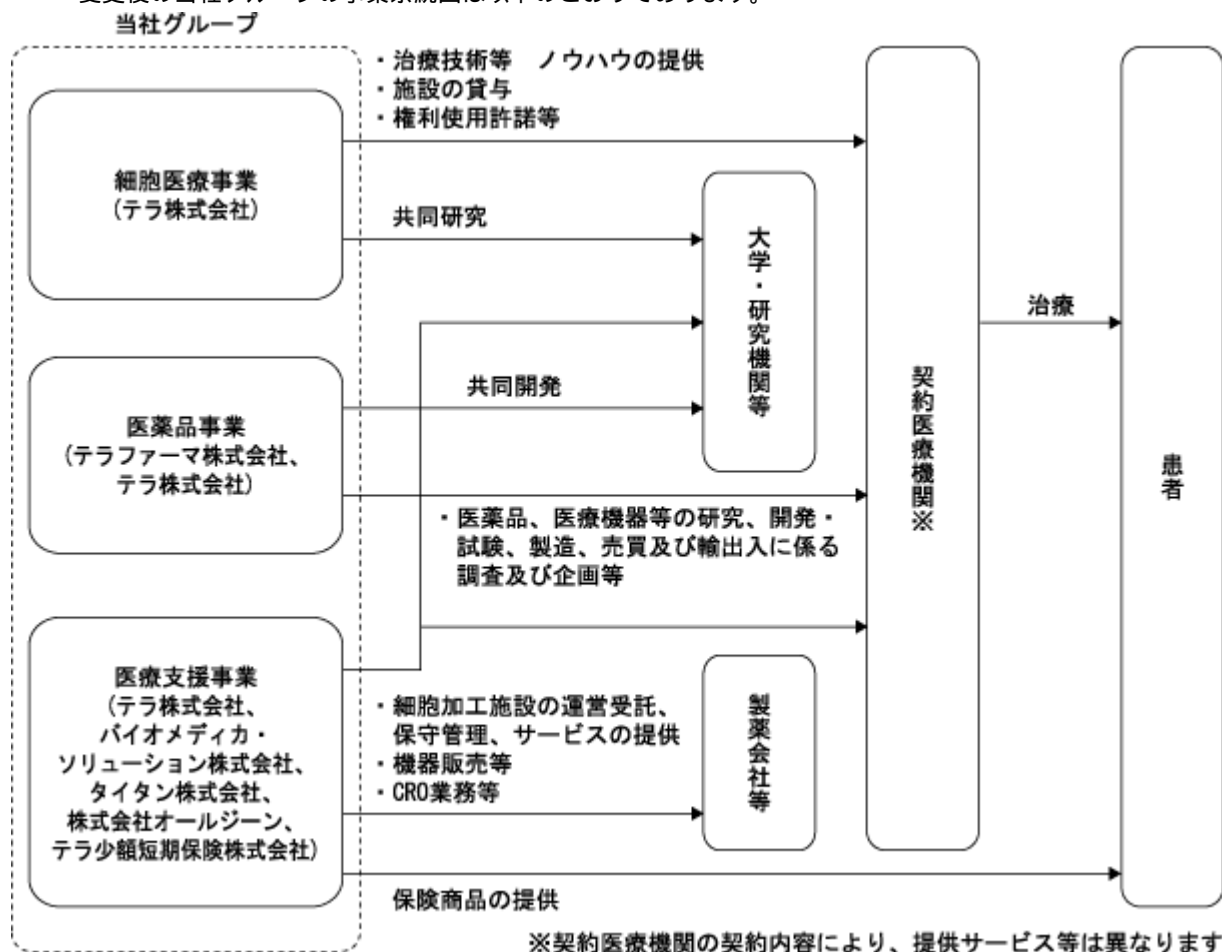 変更後の当社グループの事業系統図は以下のとおりであります。
当社グループ
・治療技術等 ノウハウの提供
・施設の貸与
・権利使用許諾等
細胞医療事業
(テラ株式会社)
共同研究
大学・研究機関等
治療
共同開発
医薬品事業
(テラファーマ株式会社、
テラ株式会社)
契約医療機関※
患者
・医薬品、医療機器等の研究、開発・
試験、製造、売買及び輸出入に係る
調査及び企画等
医療支援事業
(テラ株式会社、
バイオメディカ・
ソリューション株式会社、
タイタン株式会社、
株式会社オールジーン、
テラ少額短期保険株式会社)
・細胞加工施設の運営受託、
保守管理、サービスの提供
・機器販売等
・CRO業務等
製薬会社等
保険商品の提供
※契約医療機関の契約内容により、提供サービス等は異なります